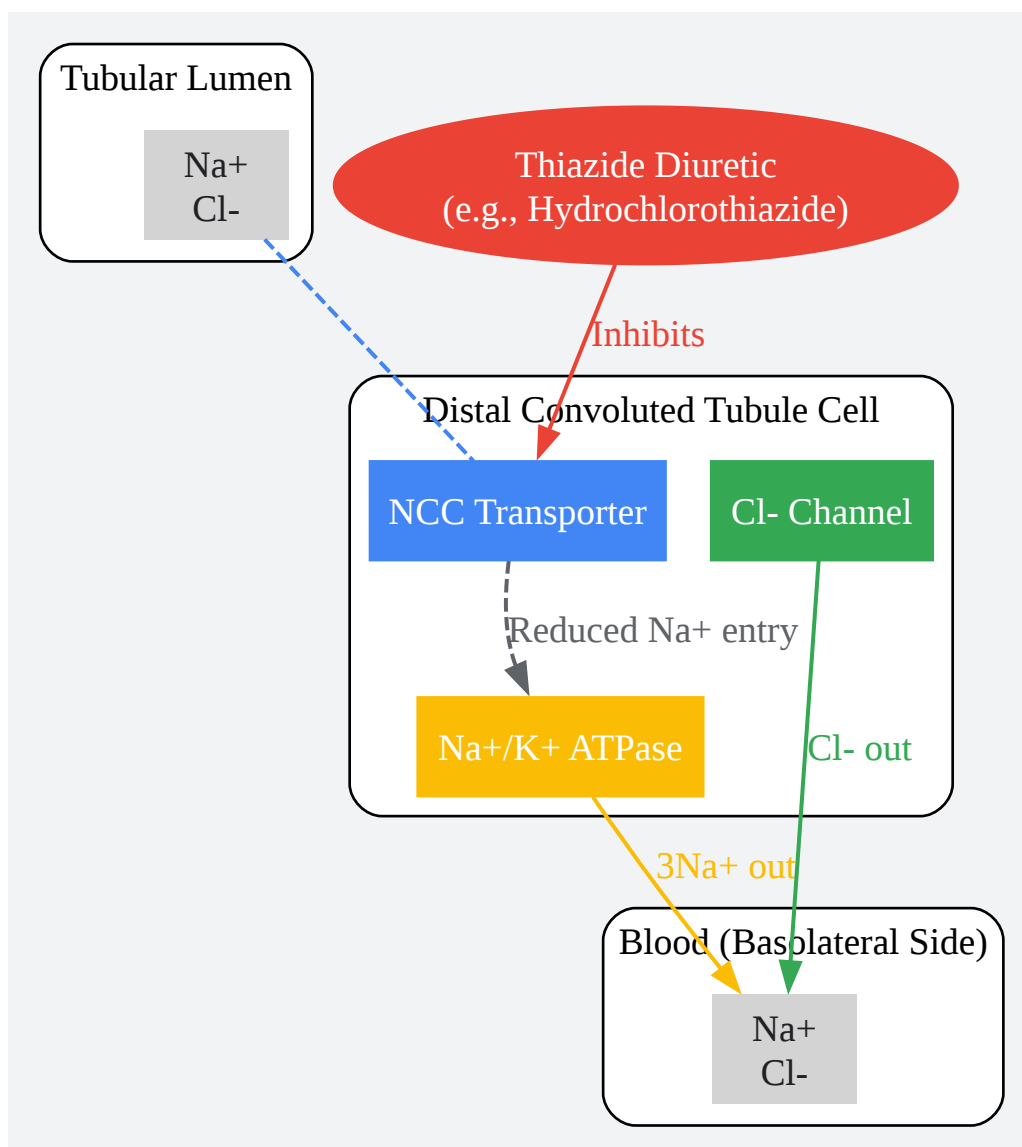 Tubular Lumen
Na+
Cl-
Thiazide Diuretic
(e.g., Hydrochlorothiazide)
Inhibits
Distal Convoluted Tubule Cell
NCC Transporter
Cl- Channel
Reduced Na+ entry
Na+/K+ ATPase
Cl- out
3Na+ out
Blood (Basolateral Side)
Na+
Cl-